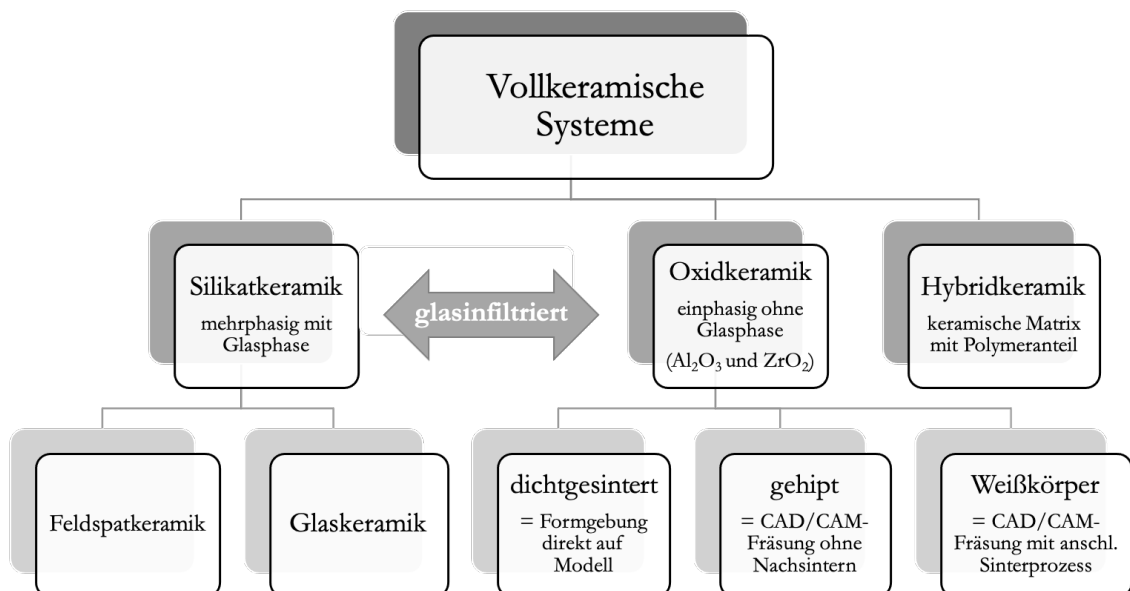 Vollkeramische
Systeme
Silikatkeramik
mehrphasig mit
Glasphase
glasinfiltriert
Oxidkeramik
einphasig ohne
Glasphase
(Al₂O₃ und ZrO₂)
Hybridkeramik
keramische Matrix
mit Polymeranteil
Feldspatkeramik
Glaskeramik
dichtgesintert
= Formgebung
direkt auf
Modell
gehipt
= CAD/CAM-
Fräsung ohne
Nachsintern
Weißkörper
= CAD/CAM-
Fräsung mit anschl.
Sinterprozess